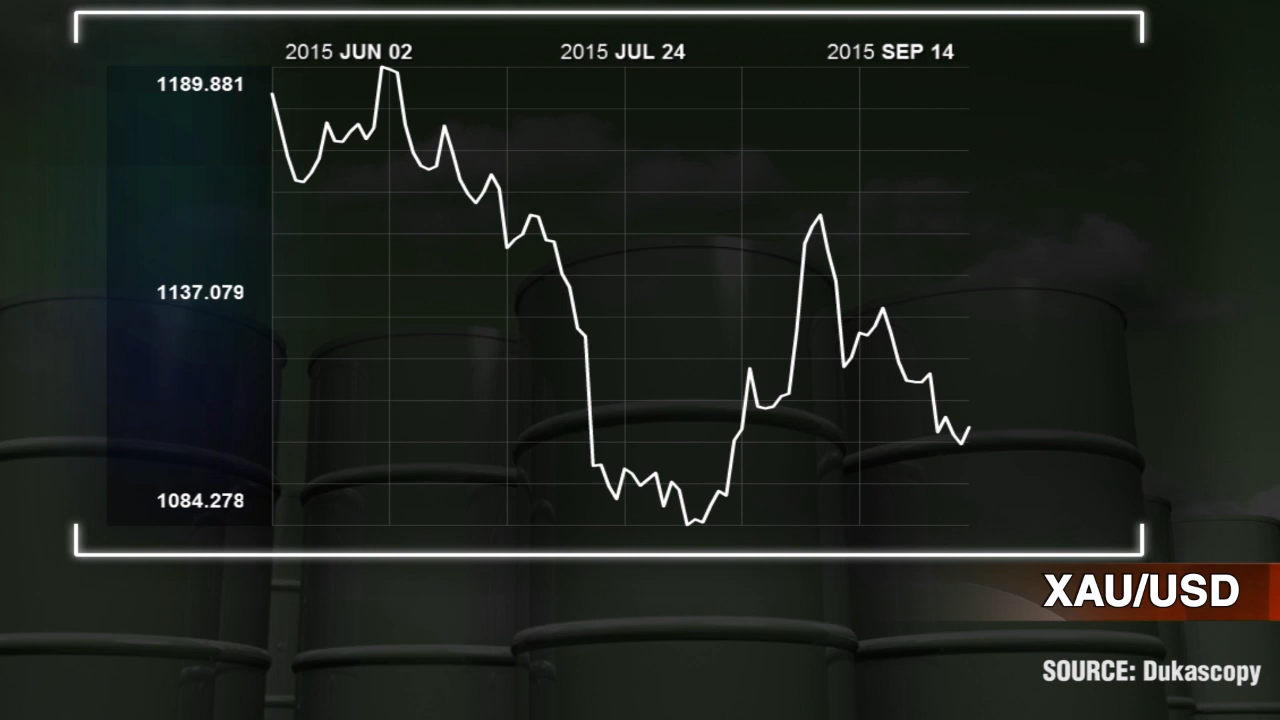 2015 JUN 02
2015 JUL 24
2015 SEP 14
1189.881
1137.079
1084.278
XAU/USD
SOURCE: Dukascopy